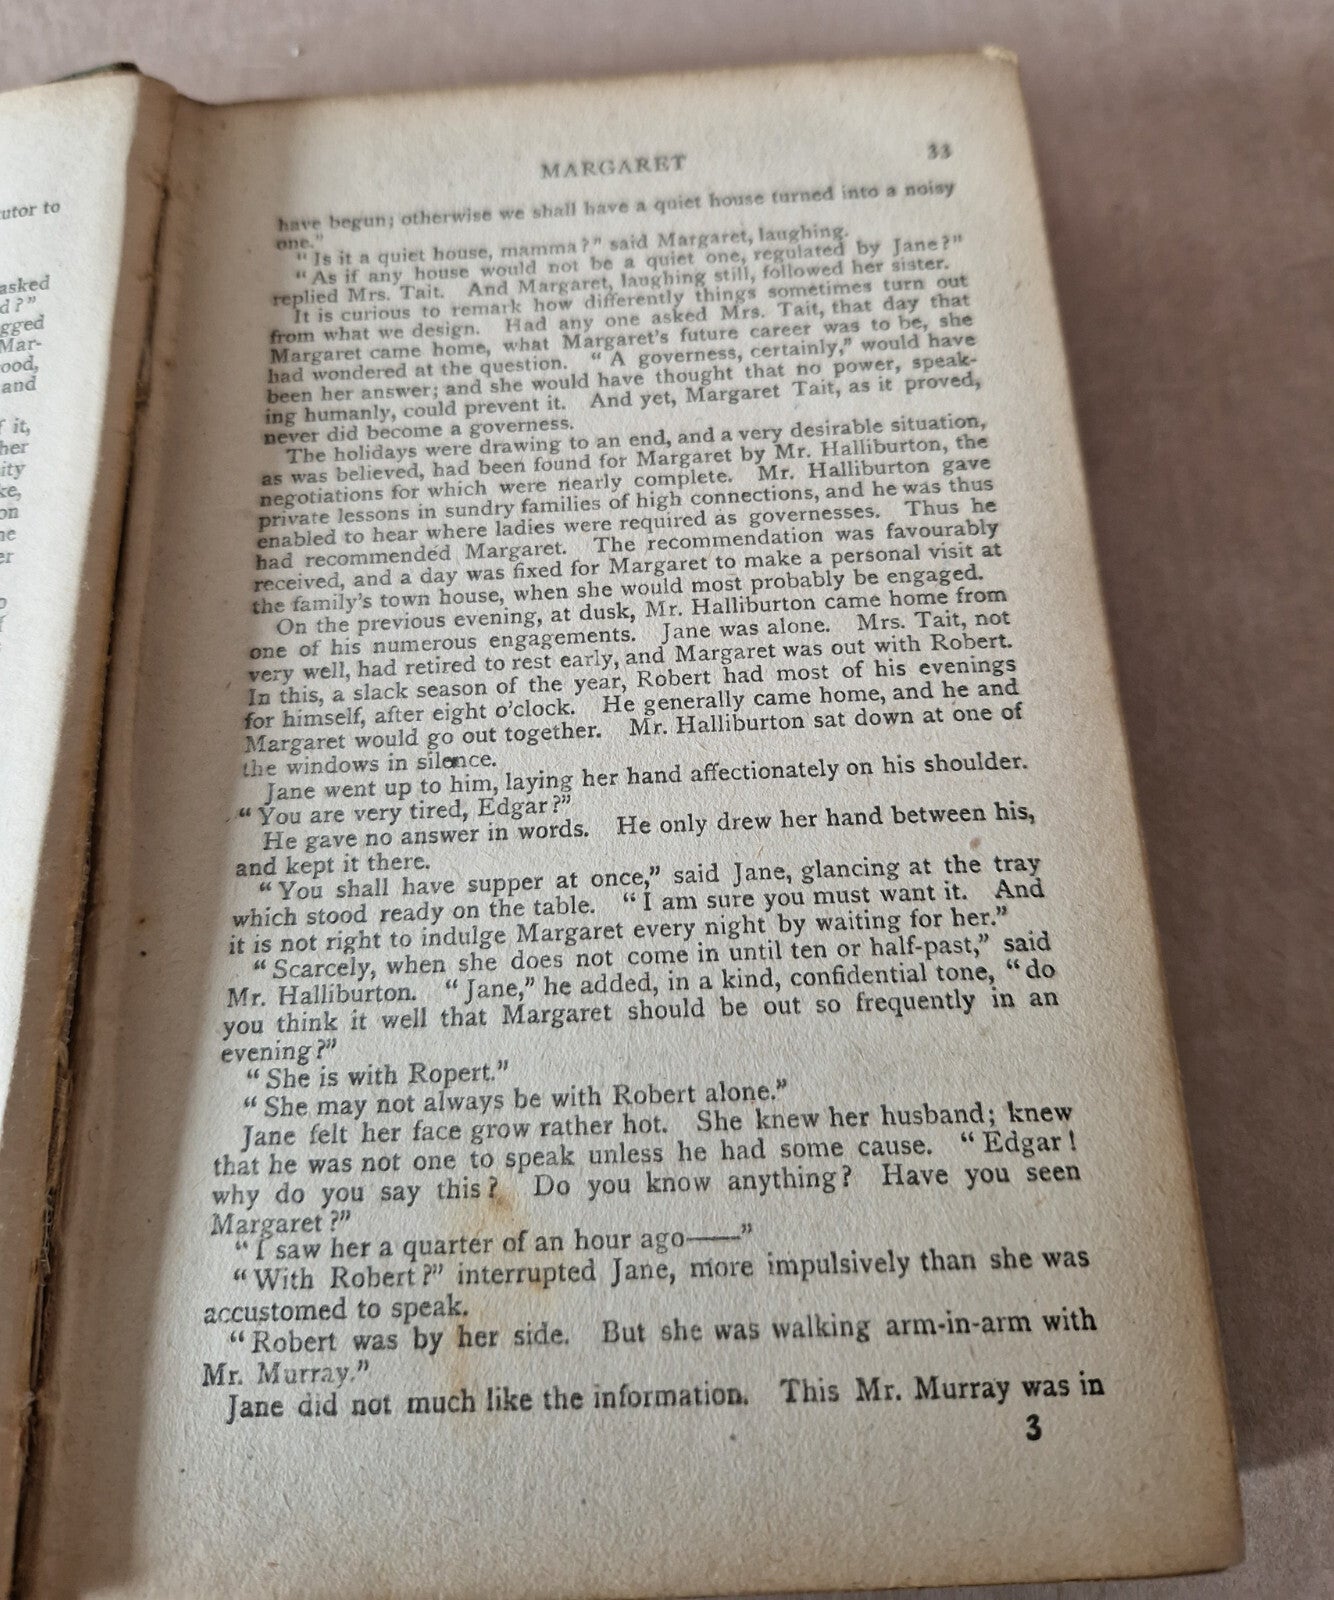 utor to
asked
d?"
gged
Mar-
ood,
and
f it,
her
ity
ke,
on
ne
er
MARGARET 33
have begun; otherwise we shall have a quiet house turned into a noisy
one."
"Is it a quiet house, mamma?" said Margaret, laughing.
"As if any house would not be a quiet one, regulated by Jane?"
replied Mrs. Tait. And Margaret, laughing still, followed her sister.
It is curious to remark how differently things sometimes turn out
from what we design. Had any one asked Mrs. Tait, that day that
Margaret came home, what Margaret's future career was to be, she
had wondered at the question. "A governess, certainly," would have
been her answer; and she would have thought that no power, speak-
ing humanly, could prevent it. And yet, Margaret Tait, as it proved,
never did become a governess.
The holidays were drawing to an end, and a very desirable situation,
as was believed, had been found for Margaret by Mr. Halliburton, the
negotiations for which were nearly complete. Mr. Halliburton gave
private lessons in sundry families of high connections, and he was thus
enabled to hear where ladies were required as governesses. Thus he
had recommended Margaret. The recommendation was favourably
received, and a day was fixed for Margaret to make a personal visit at
the family's town house, when she would most probably be engaged.
On the previous evening, at dusk, Mr. Halliburton came home from
one of his numerous engagements. Jane was alone. Mrs. Tait, not
very well, had retired to rest early, and Margaret was out with Robert.
In this, a slack season of the year, Robert had most of his evenings
for himself, after eight o'clock. He generally came home, and he and
Margaret would go out together. Mr. Halliburton sat down at one of
the windows in silence.
Jane went up to him, laying her hand affectionately on his shoulder.
"You are very tired, Edgar?"
He gave no answer in words. He only drew her hand between his,
and kept it there.
"You shall have supper at once," said Jane, glancing at the tray
which stood ready on the table. "I am sure you must want it. And
it is not right to indulge Margaret every night by waiting for her."
"Scarcely, when she does not come in until ten or half-past," said
Mr. Halliburton. "Jane," he added, in a kind, confidential tone, "do
you think it well that Margaret should be out so frequently in an
evening?"
"She is with Ropert."
"She may not always be with Robert alone."
Jane felt her face grow rather hot. She knew her husband; knew
that he was not one to speak unless he had some cause. "Edgar!
why do you say this? Do you know anything? Have you seen
Margaret?"
"I saw her a quarter of an hour ago——"
"With Robert?" interrupted Jane, more impulsively than she was
accustomed to speak.
"Robert was by her side. But she was walking arm-in-arm with
Mr. Murray."
Jane did not much like the information. This Mr. Murray was in
3